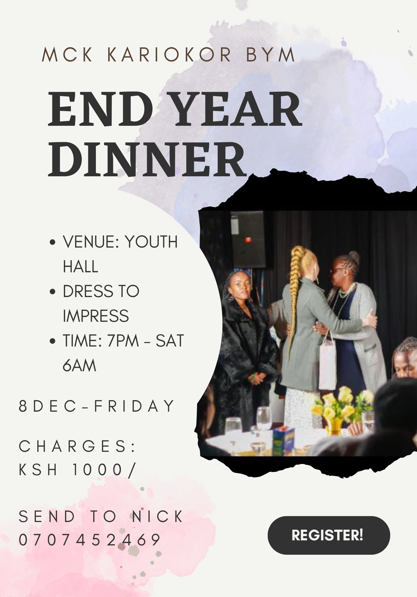 MCK KARIOKOR BYM
END YEAR
DINNER
• VENUE: YOUTH
HALL
• DRESS TO
IMPRESS
• TIME: 7PM - SAT
6AM
8DEC-FRIDAY
CHARGES:
KSH 1000/
SEND TO NICK
0707452469
REGISTER!